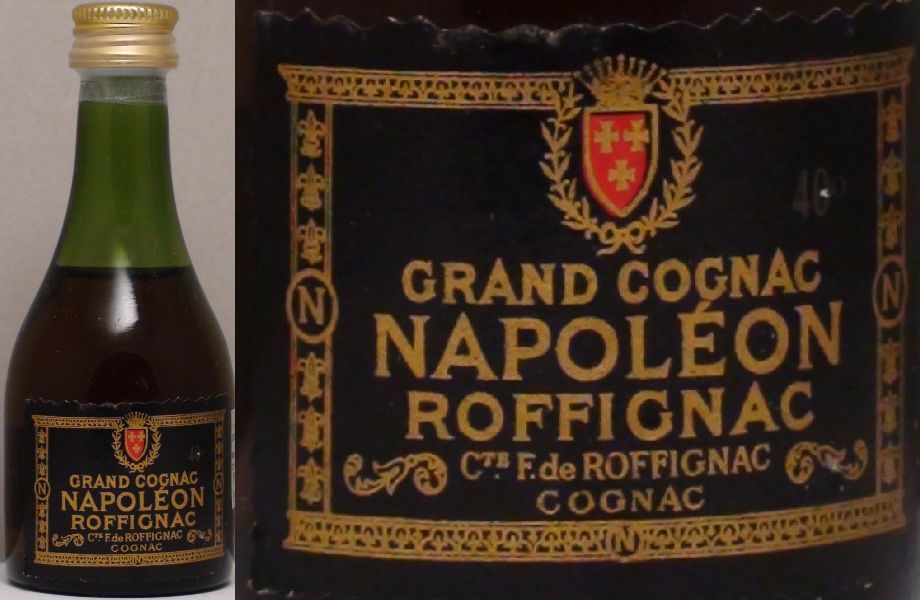 GRAND COGNAC
NAPOLÉON
ROFFIGNAC
CTE F. de ROFFIGNAC
COGNAC
N
N
N
40
40°
N
N
GRAND COGNAC
NAPOLÉON
ROFFIGNAC
CTE F. de ROFFIGNAC
COGNAC
N